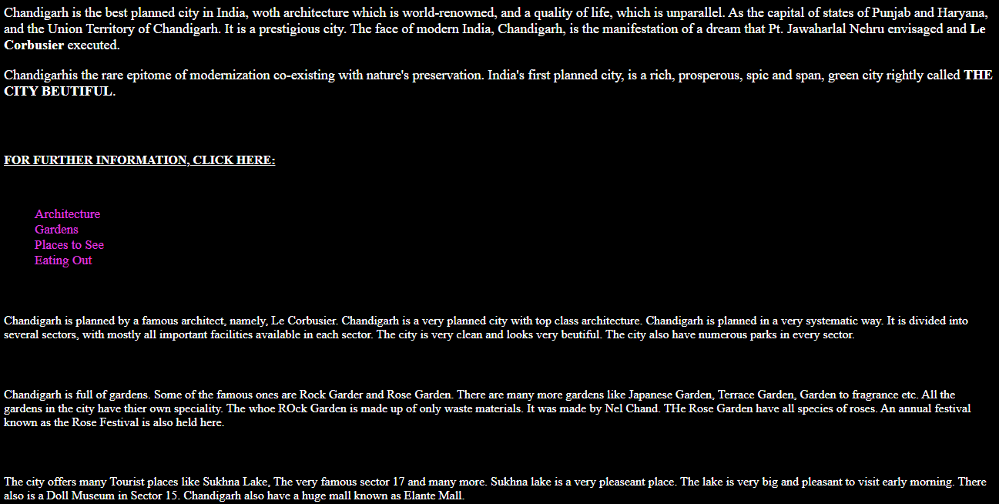 Chandigarh is the best planned city in India, woth architecture which is world-renowned, and a quality of life, which is unparallel. As the capital of states of Punjab and Haryana,
and the Union Territory of Chandigarh. It is a prestigious city. The face of modern India, Chandigarh, is the manifestation of a dream that Pt. Jawaharlal Nehru envisaged and Le
Corbusier executed.
Chandigarhis the rare epitome of modernization co-existing with nature's preservation. India's first planned city, is a rich, prosperous, spic and span, green city rightly called THE
CITY BEUTIFUL.
FOR FURTHER INFORMATION, CLICK HERE:
Architecture
Gardens
Places to See
Eating Out
Chandigarh is planned by a famous architect, namely, Le Corbusier. Chandigarh is a very planned city with top class architecture. Chandigarh is planned in a very systematic way. It is divided into
several sectors, with mostly all important facilities available in each sector. The city is very clean and looks very beutiful. The city also have numerous parks in every sector.
Chandigarh is full of gardens. Some of the famous ones are Rock Garder and Rose Garden. There are many more gardens like Japanese Garden, Terrace Garden, Garden to fragrance etc. All the
gardens in the city have thier own speciality. The whoe ROck Garden is made up of only waste materials. It was made by Nel Chand. THe Rose Garden have all species of roses. An annual festival
known as the Rose Festival is also held here.
The city offers many Tourist places like Sukhna Lake, The very famous sector 17 and many more. Sukhna lake is a very pleaseant place. The lake is very big and pleasant to visit early morning. There
also is a Doll Museum in Sector 15. Chandigarh also have a huge mall known as Elante Mall.